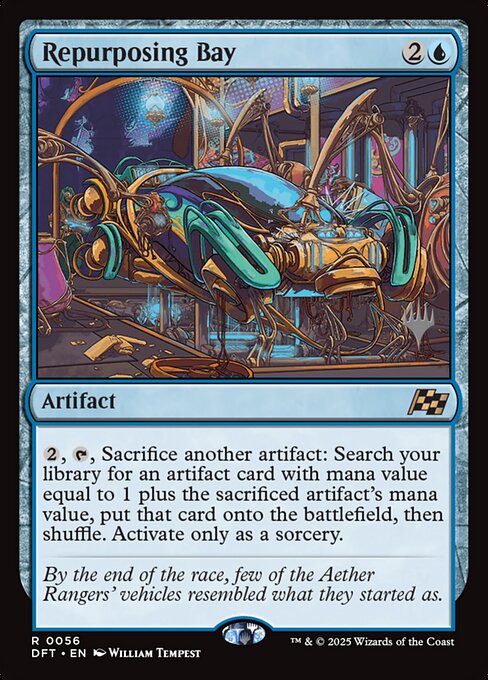 Repurposing Bay 2
Artifact
2, T, Sacrifice another artifact: Search your
library for an artifact card with mana value
equal to 1 plus the sacrificed artifact's mana
value, put that card onto the battlefield, then
shuffle. Activate only as a sorcery.
By the end of the race, few of the Aether
Rangers' vehicles resembled what they started as.
R 0056
DFT • EN WILLIAM TEMPEST
™ & © 2025 Wizards of the Coast